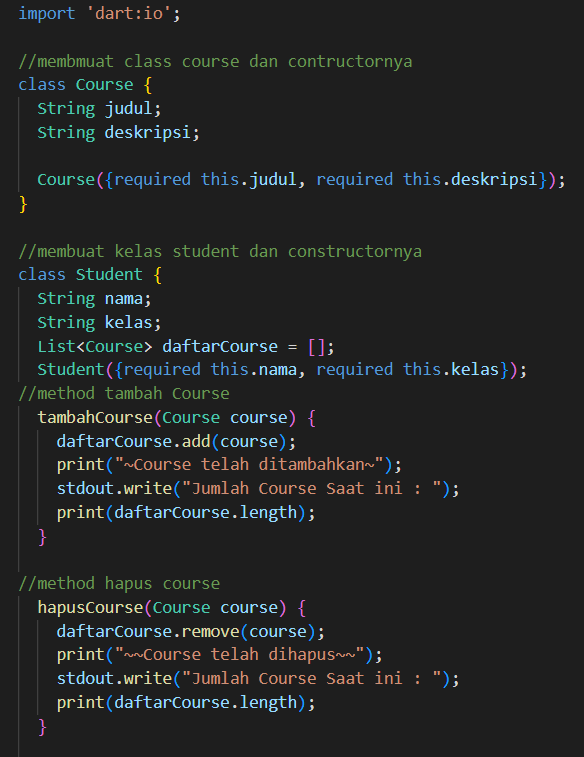 import 'dart:io';
//membmuat class course dan contructornya
class Course {
String judul;
String deskripsi;
Course({required this.judul, required this.deskripsi});
}
//membuat kelas student dan constructornya
class Student {
String nama;
String kelas;
List<Course> daftarCourse = [];
Student({required this.nama, required this.kelas});
//method tambah Course
tambahCourse(Course course) {
daftarCourse.add(course);
print("~Course telah ditambahkan~");
stdout.write("Jumlah Course Saat ini : ");
print(daftarCourse.length);
}
//method hapus course
hapusCourse(Course course) {
daftarCourse.remove(course);
print("~~Course telah dihapus~~");
stdout.write("Jumlah Course Saat ini : ");
print(daftarCourse.length);
}